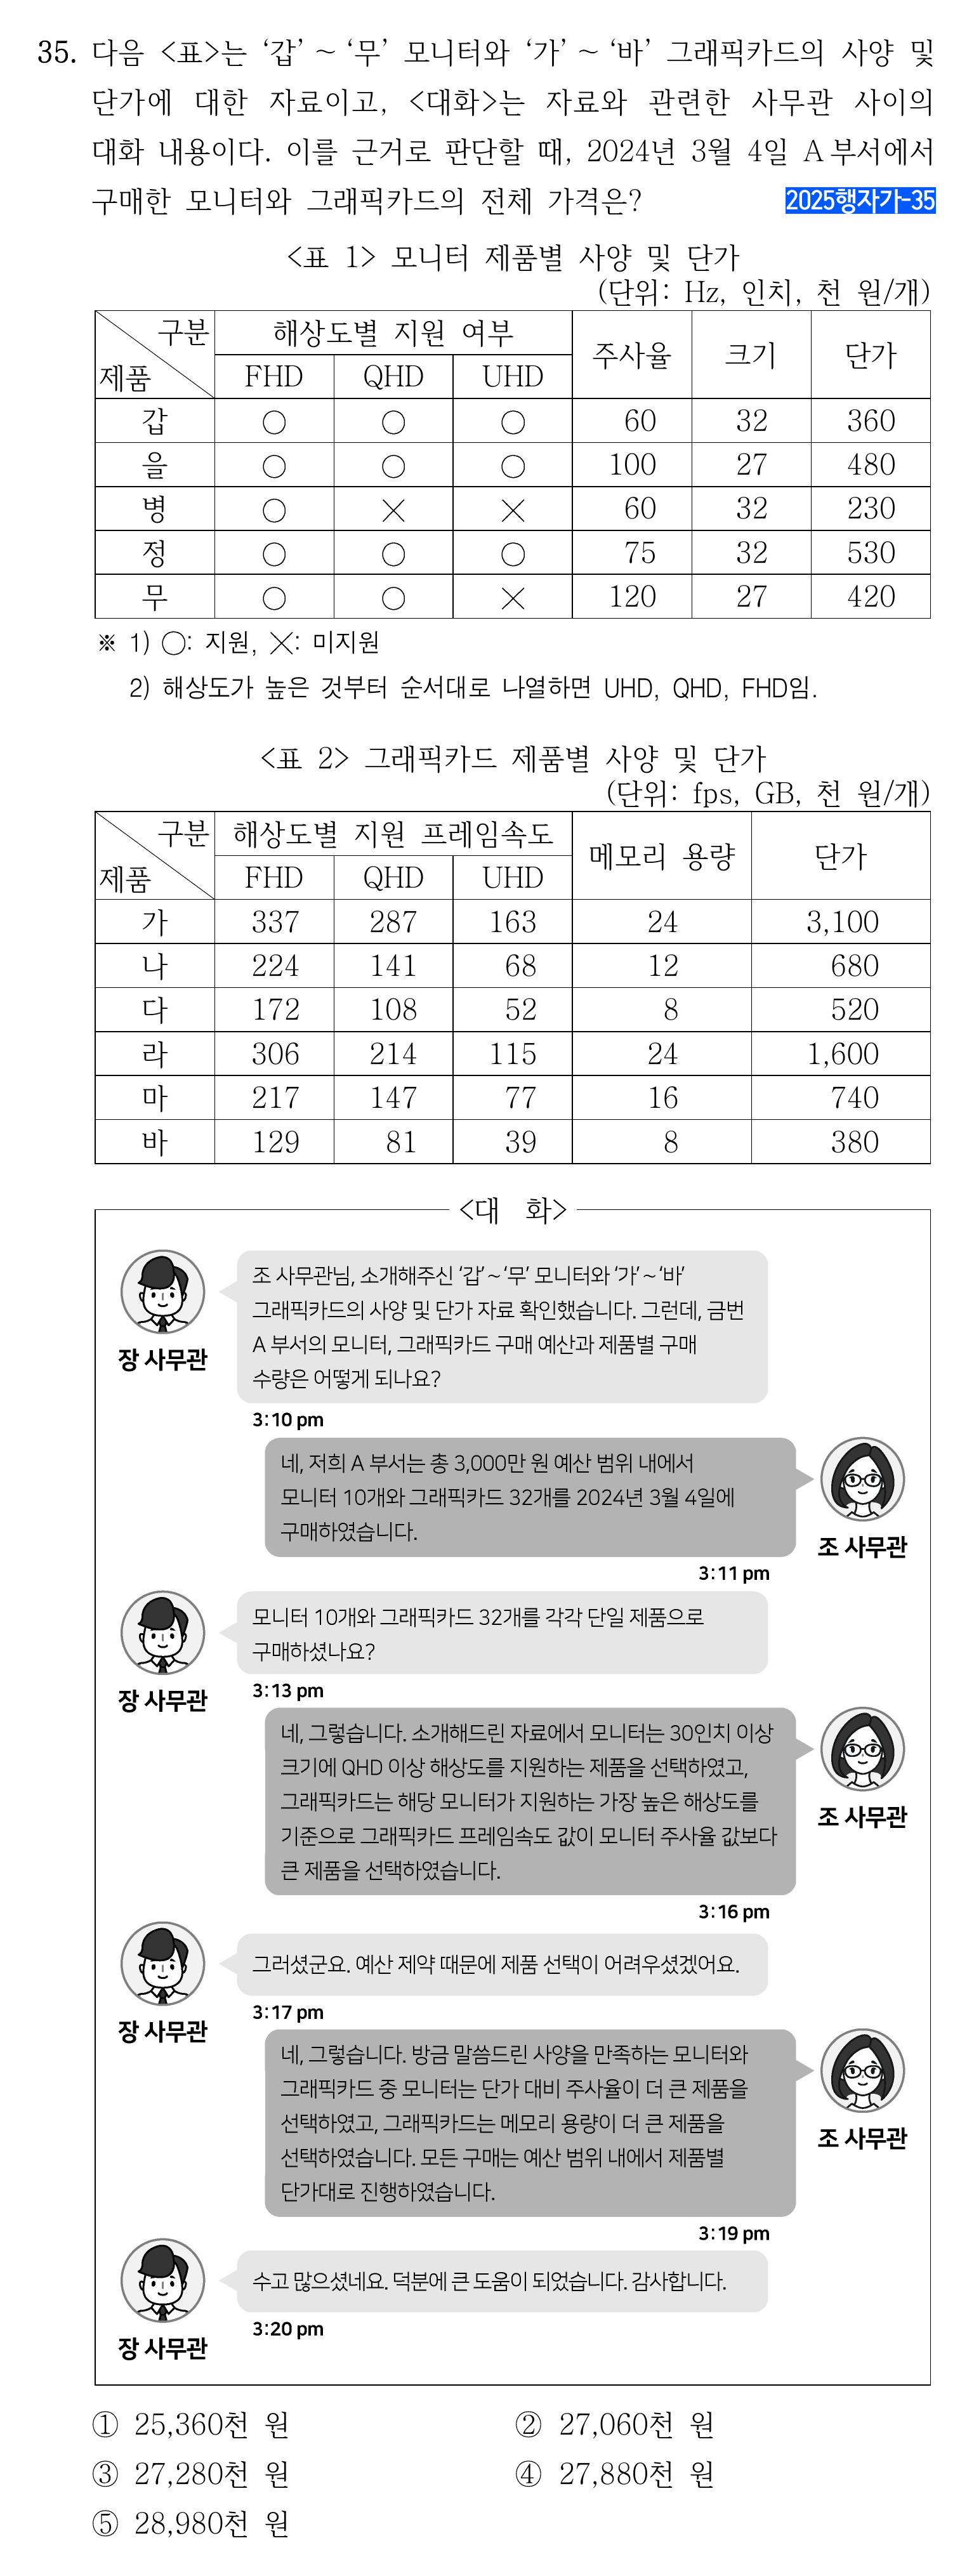 35. 다음 <표>는 ‘갑’ ~ ‘무’ 모니터와 ‘가’ ~ ‘바’ 그래픽카드의 사양 및
단가에 대한 자료이고, <대화>는 자료와 관련한 사무관 사이의
대화 내용이다. 이를 근거로 판단할 때, 2024년 3월 4일 A 부서에서
구매한 모니터와 그래픽카드의 전체 가격은? 2025행자가-35
<표 1> 모니터 제품별 사양 및 단가
(단위: Hz, 인치, 천 원/개)
구분 해상도별 지원 여부 주사율 크기 단가
제품 FHD QHD UHD
갑 ○ ○ ○ 60 32 360
을 ○ ○ ○ 100 27 480
병 ○ × × 60 32 230
정 ○ ○ ○ 75 32 530
무 ○ ○ × 120 27 420
※ 1) ○: 지원, ×: 미지원
2) 해상도가 높은 것부터 순서대로 나열하면 UHD, QHD, FHD임.
<표 2> 그래픽카드 제품별 사양 및 단가
(단위: fps, GB, 천 원/개)
구분 해상도별 지원 프레임속도 메모리 용량 단가
제품 FHD QHD UHD
가 337 287 163 24 3,100
나 224 141 68 12 680
다 172 108 52 8 520
라 306 214 115 24 1,600
마 217 147 77 16 740
바 129 81 39 8 380
<대 화>
조 사무관님, 소개해주신 ‘갑’~‘무’ 모니터와 ‘가’~‘바’
그래픽카드의 사양 및 단가 자료 확인했습니다. 그런데, 금번
A 부서의 모니터, 그래픽카드 구매 예산과 제품별 구매
수량은 어떻게 되나요?
장 사무관
3:10 pm
네, 저희 A 부서는 총 3,000만 원 예산 범위 내에서
모니터 10개와 그래픽카드 32개를 2024년 3월 4일에
구매하였습니다.
조 사무관
3:11 pm
모니터 10개와 그래픽카드 32개를 각각 단일 제품으로
구매하셨나요?
장 사무관
3:13 pm
네, 그렇습니다. 소개해드린 자료에서 모니터는 30인치 이상
크기에 QHD 이상 해상도를 지원하는 제품을 선택하였고,
그래픽카드는 해당 모니터가 지원하는 가장 높은 해상도를
기준으로 그래픽카드 프레임속도 값이 모니터 주사율 값보다
큰 제품을 선택하였습니다.
조 사무관
3:16 pm
그러셨군요. 예산 제약 때문에 제품 선택이 어려우셨겠어요.
장 사무관
3:17 pm
네, 그렇습니다. 방금 말씀드린 사양을 만족하는 모니터와
그래픽카드 중 모니터는 단가 대비 주사율이 더 큰 제품을
선택하였고, 그래픽카드는 메모리 용량이 더 큰 제품을
선택하였습니다. 모든 구매는 예산 범위 내에서 제품별
단가대로 진행하였습니다.
조 사무관
3:19 pm
수고 많으셨네요. 덕분에 큰 도움이 되었습니다. 감사합니다.
장 사무관
3:20 pm
① 25,360천 원 ② 27,060천 원
③ 27,280천 원 ④ 27,880천 원
⑤ 28,980천 원